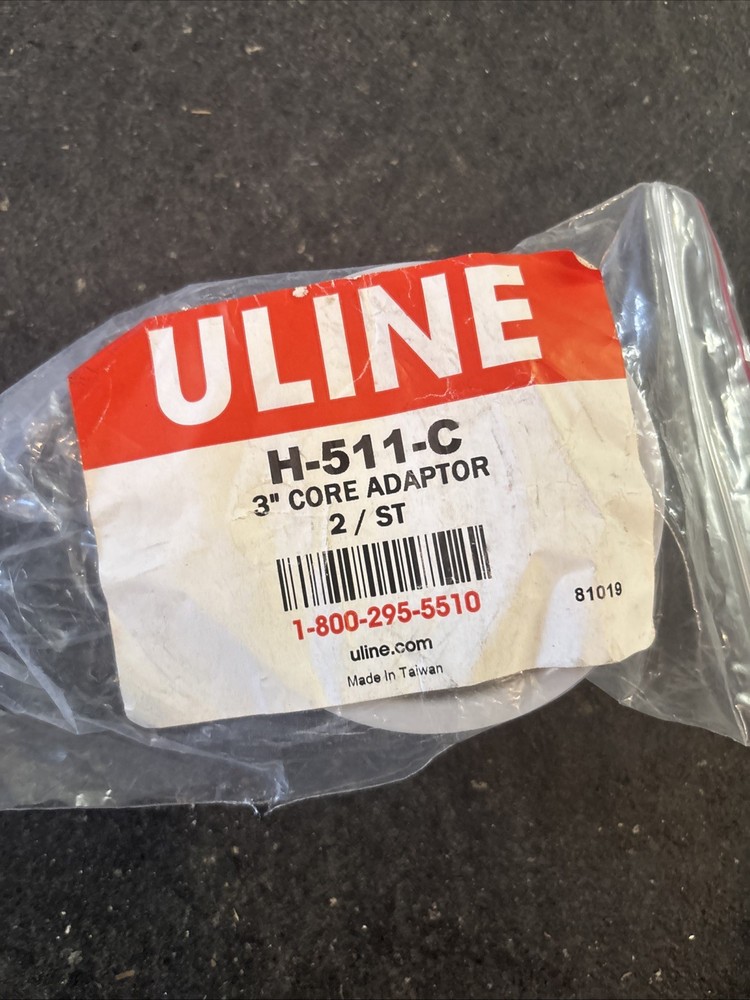 ULINE
H-511-C
3" CORE ADAPTOR
2 / ST
1-800-295-5510
81019
uline.com
Made In Taiwan